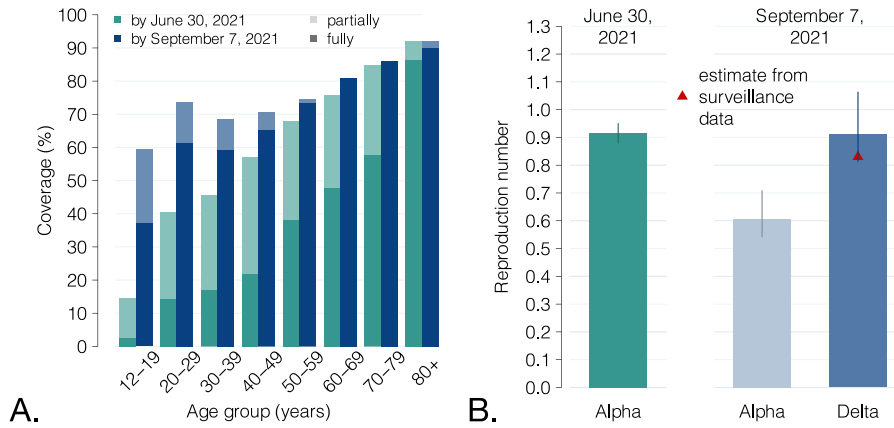 A.
by June 30, 2021
by September 7, 2021
partially
fully
Coverage (%)
100
90
80
70
60
50
40
30
20
10
0
12–19
20–29
30–39
40–49
50–59
60–69
70–79
80+
Age group (years)
B.
June 30,
2021
September 7,
2021
estimate from
surveillance
data
Reproduction number
1.3
1.2
1.1
1.0
0.9
0.8
0.7
0.6
0.5
0.4
0.3
0.2
0.1
0.0
Alpha
Alpha
Delta